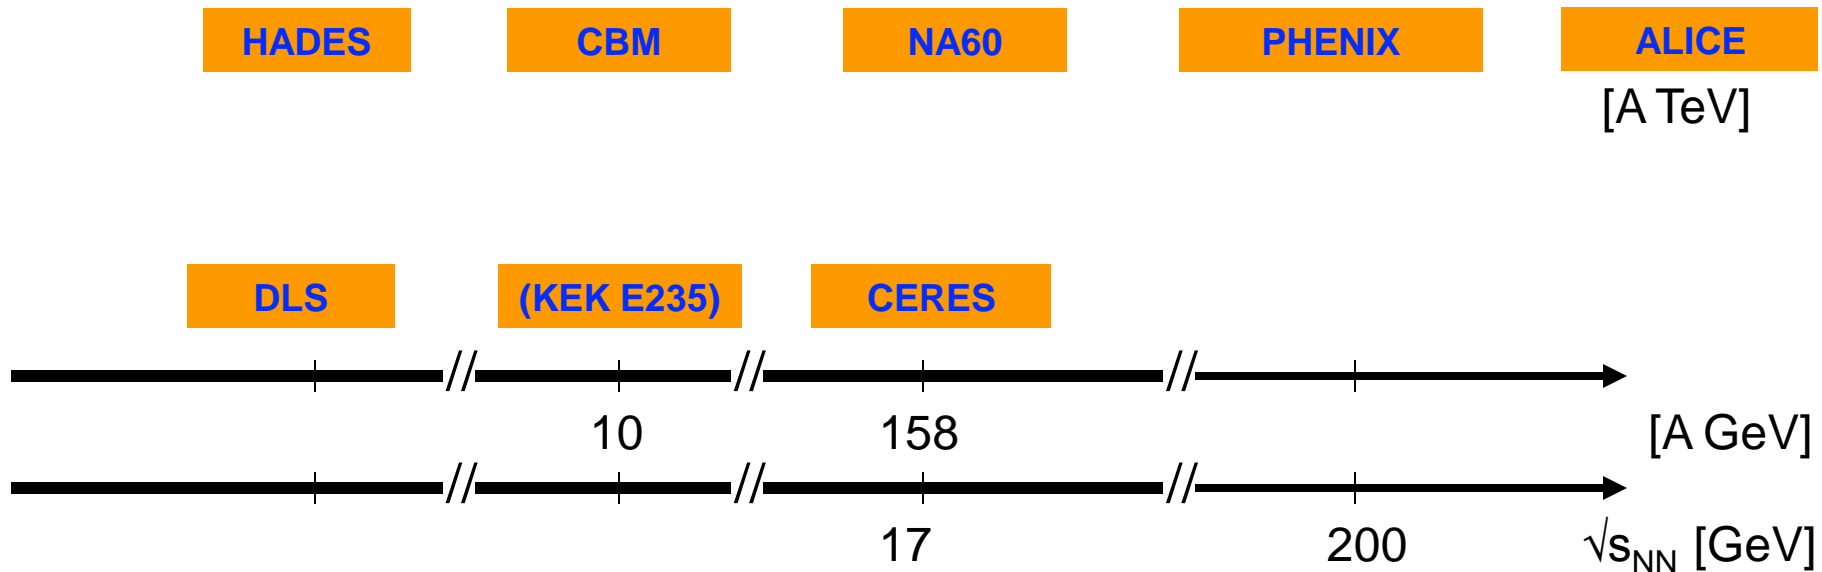 HADES CBM NA60 PHENIX ALICE
[A TeV]
DLS (KEK E235) CERES
// // //
10 158 [A GeV]
// // //
17 200 √sNN [GeV]